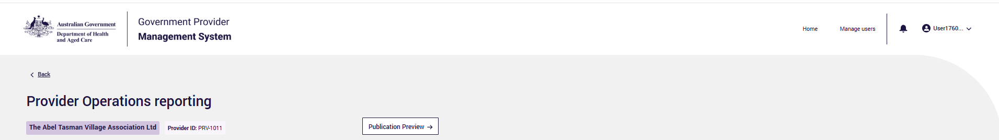 Australian Government
Department of Health
and Aged Care
Government Provider
Management System
Home
Manage users
User1760...
Back
Provider Operations reporting
The Abel Tasman Village Association Ltd
Provider ID: PRV-1011
Publication Preview →